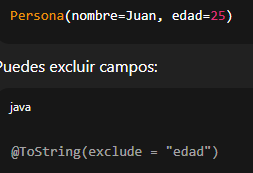 Persona(nombre=Juan, edad=25)
Puedes excluir campos:
java
@ToString(exclude = "edad")